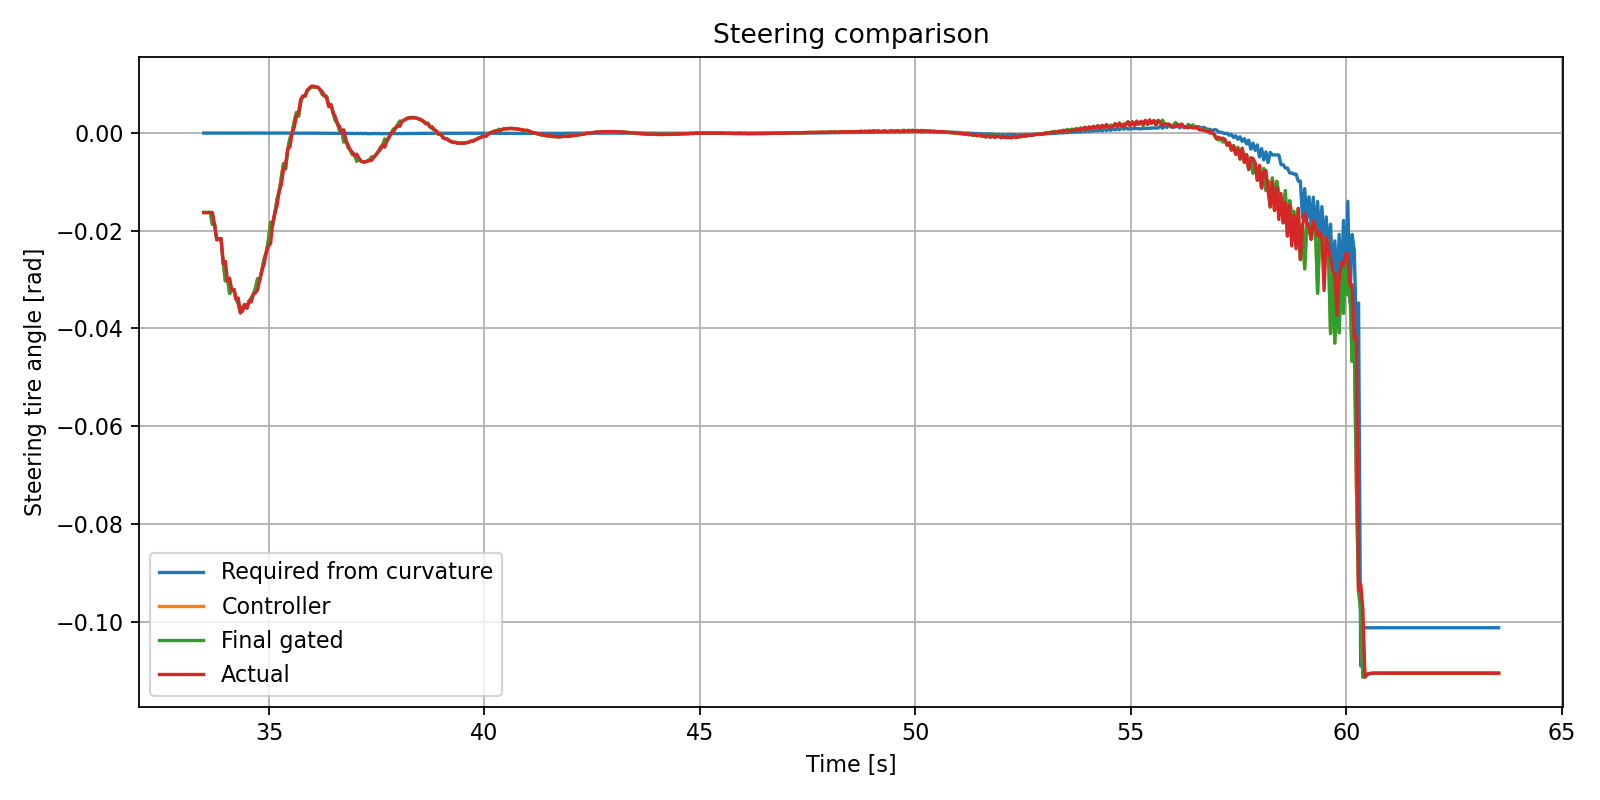 Steering comparison
Steering tire angle [rad]
0.00
−0.02
−0.04
−0.06
−0.08
−0.10
Required from curvature
Controller
Final gated
Actual
35 40 45 50 55 60 65
Time [s]